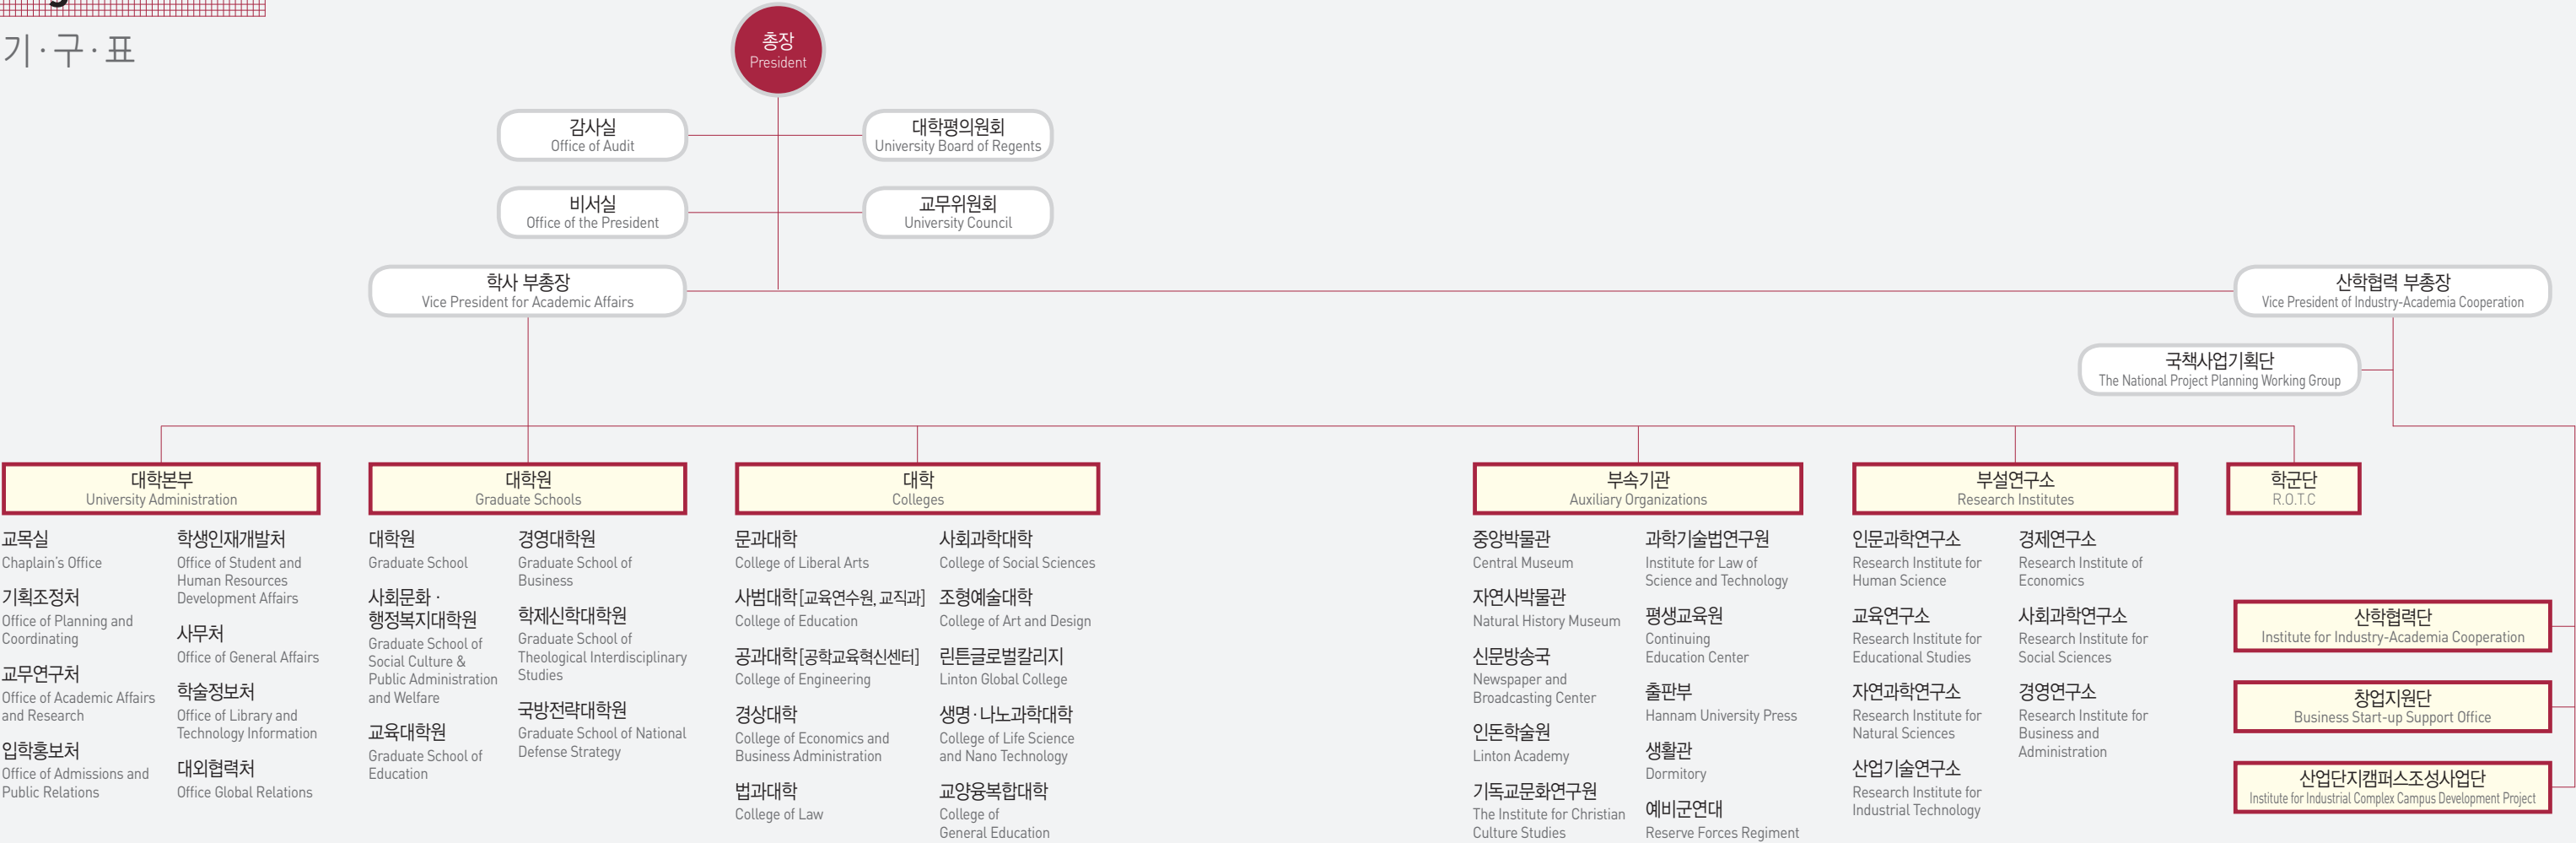 기·구·표
총장
President
감사실
Office of Audit
대학평의원회
University Board of Regents
비서실
Office of the President
교무위원회
University Council
학사 부총장
Vice President for Academic Affairs
산학협력 부총장
Vice President of Industry-Academia Cooperation
국책사업기획단
The National Project Planning Working Group
대학본부
University Administration
교목실
Chaplain's Office
기획조정처
Office of Planning and
Coordinating
교무연구처
Office of Academic Affairs
and Research
입학홍보처
Office of Admissions and
Public Relations
학생인재개발처
Office of Student and
Human Resources
Development Affairs
사무처
Office of General Affairs
학술정보처
Office of Library and
Technology Information
대외협력처
Office Global Relations
대학원
Graduate Schools
대학원
Graduate School
사회문화 ·
행정복지대학원
Graduate School of
Social Culture &
Public Administration
and Welfare
교육대학원
Graduate School of
Education
경영대학원
Graduate School of
Business
학제신학대학원
Graduate School of
Theological Interdisciplinary
Studies
국방전략대학원
Graduate School of National
Defense Strategy
대학
Colleges
문과대학
College of Liberal Arts
사범대학 [교육연수원, 교직과]
College of Education
공과대학 [공학교육혁신센터]
College of Engineering
경상대학
College of Economics and
Business Administration
법과대학
College of Law
사회과학대학
College of Social Sciences
조형예술대학
College of Art and Design
린튼글로벌칼리지
Linton Global College
생명·나노과학대학
College of Life Science
and Nano Technology
교양융복합대학
College of
General Education
부속기관
Auxiliary Organizations
중앙박물관
Central Museum
자연사박물관
Natural History Museum
신문방송국
Newspaper and
Broadcasting Center
인돈학술원
Linton Academy
기독교문화연구원
The Institute for Christian
Culture Studies
과학기술법연구원
Institute for Law of
Science and Technology
평생교육원
Continuing
Education Center
출판부
Hannam University Press
생활관
Dormitory
예비군연대
Reserve Forces Regiment
부설연구소
Research Institutes
인문과학연구소
Research Institute for
Human Science
교육연구소
Research Institute for
Educational Studies
자연과학연구소
Research Institute for
Natural Sciences
산업기술연구소
Research Institute for
Industrial Technology
경제연구소
Research Institute of
Economics
사회과학연구소
Research Institute for
Social Sciences
경영연구소
Research Institute for
Business and
Administration
학군단
R.O.T.C
산학협력단
Institute for Industry-Academia Cooperation
창업지원단
Business Start-up Support Office
산업단지캠퍼스조성사업단
Institute for Industrial Complex Campus Development Project